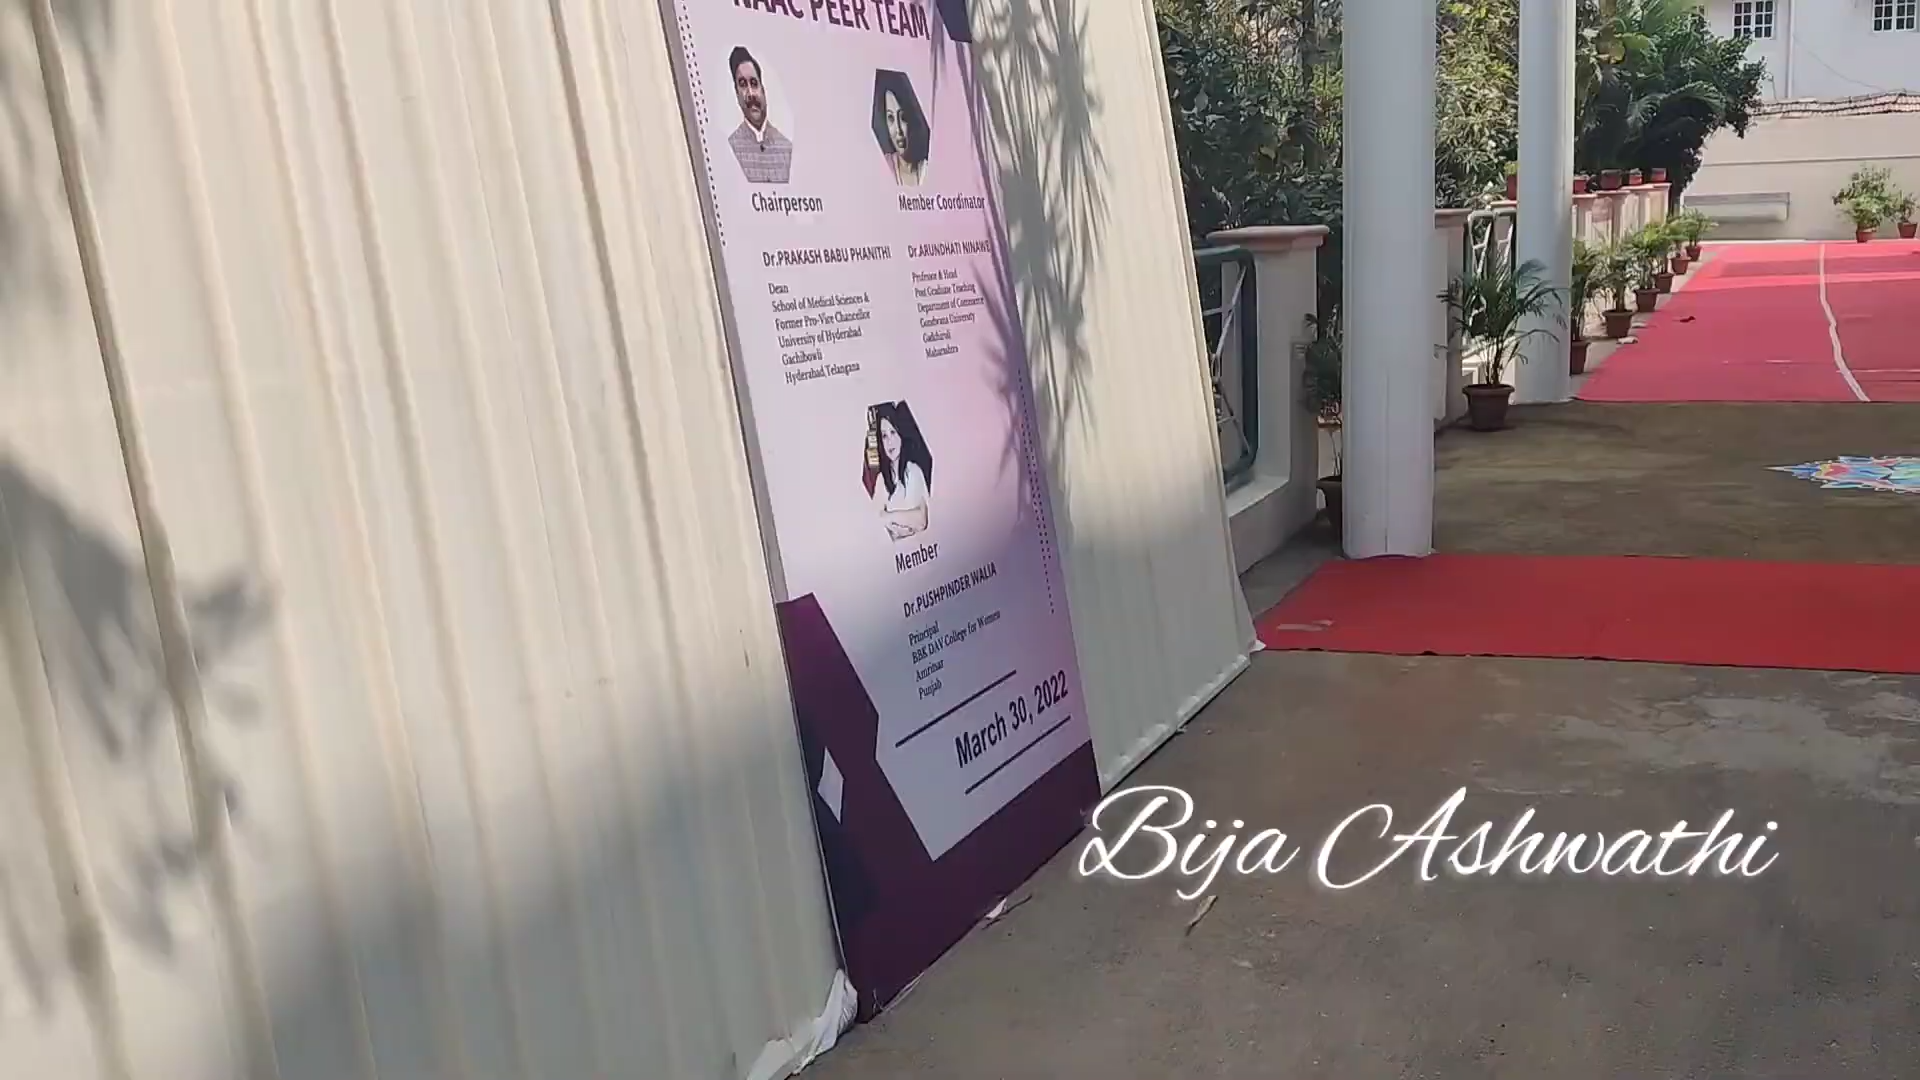 NAAC PEER TEAM
Chairperson
Dr.PRAKASH BABU PHANITHI
Dean
School of Medical Sciences &
Former Pro-Vice Chancellor
University of Hyderabad
Gachibowli
Hyderabad,Telangana
Member Coordinator
Dr.ARUNDHATI NINAWE
Professor & Head
Post Graduate Teaching
Department of Commerce
Gondwana University
Gadchiroli
Maharashtra
Member
Dr.PUSHPINDER WALIA
Principal
BBK DAV College for Women
Amritsar
Punjab
March 30, 2022
Bija Ashwathi